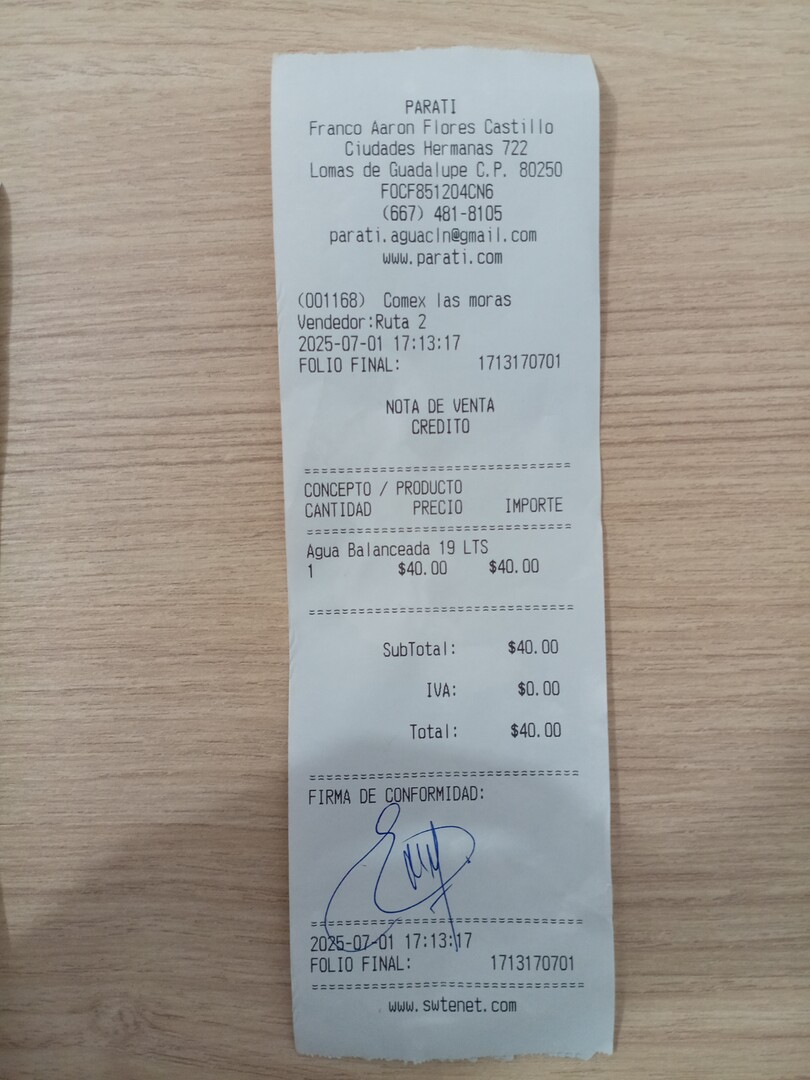 PARATI
Franco Aaron Flores Castillo
Ciudades Hermanas 722
Lomas de Guadalupe C.P. 80250
FOCF851204CN6
(667) 481-8105
parati.aguacln@gmail.com
www.parati.com
(001168) Comex las moras
Vendedor:Ruta 2
2025-07-01 17:13:17
FOLIO FINAL: 1713170701
NOTA DE VENTA
CREDITO
================================
CONCEPTO / PRODUCTO
CANTIDAD PRECIO IMPORTE
================================
Agua Balanceada 19 LTS
1 $40.00 $40.00
================================
SubTotal: $40.00
IVA: $0.00
Total: $40.00
================================
FIRMA DE CONFORMIDAD:
================================
2025-07-01 17:13:17
FOLIO FINAL: 1713170701
================================
www.swtenet.com